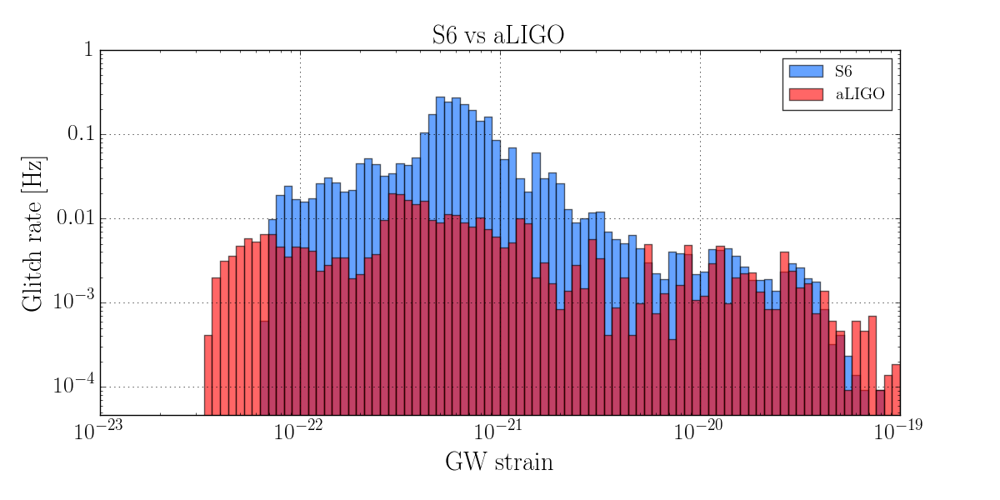 S6 vs aLIGO
S6
aLIGO
Glitch rate [Hz]
1
0.1
0.01
10⁻³
10⁻⁴
10⁻²³ 10⁻²² 10⁻²¹ 10⁻²⁰ 10⁻¹⁹
GW strain